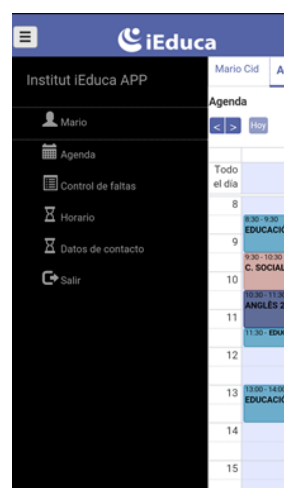 iEduca
Institut iEduca APP
Mario
Agenda
Control de faltas
Horario
Datos de contacto
Salir
Mario Cid
Agenda
< > Hoy
Todo
el día
8
8:30 - 9:30
9
9:30 - 10:30
C. SOCIAL
10
10:30 - 11:30
ANGLÈS 2
11
11:30 -
12
13
13:00 - 14:00
14
15